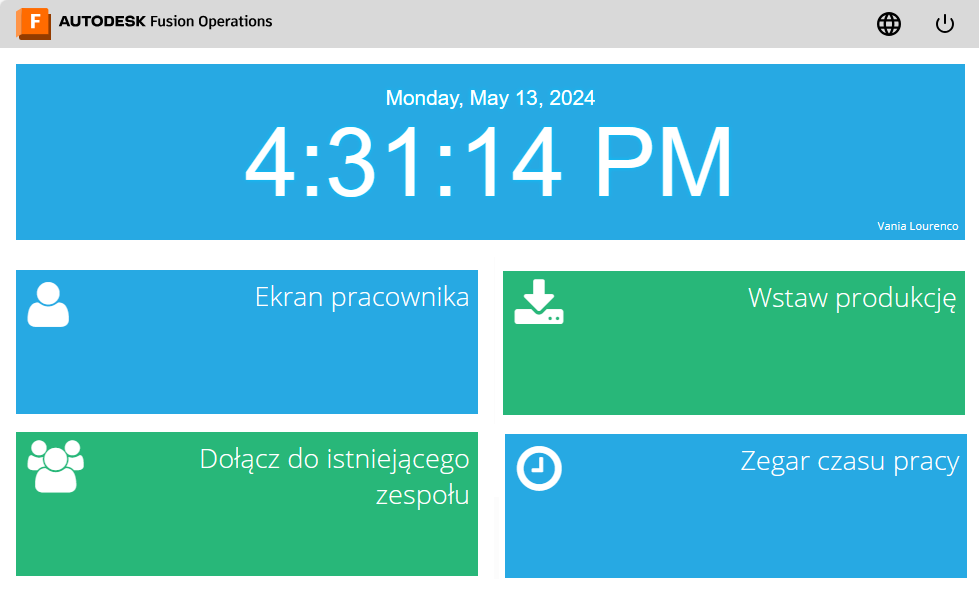 AUTODESK Fusion Operations
Monday, May 13, 2024
4:31:14 PM
Vania Lourenco
Ekran pracownika
Wstaw produkcję
Dołącz do istniejącego
zespołu
Zegar czasu pracy